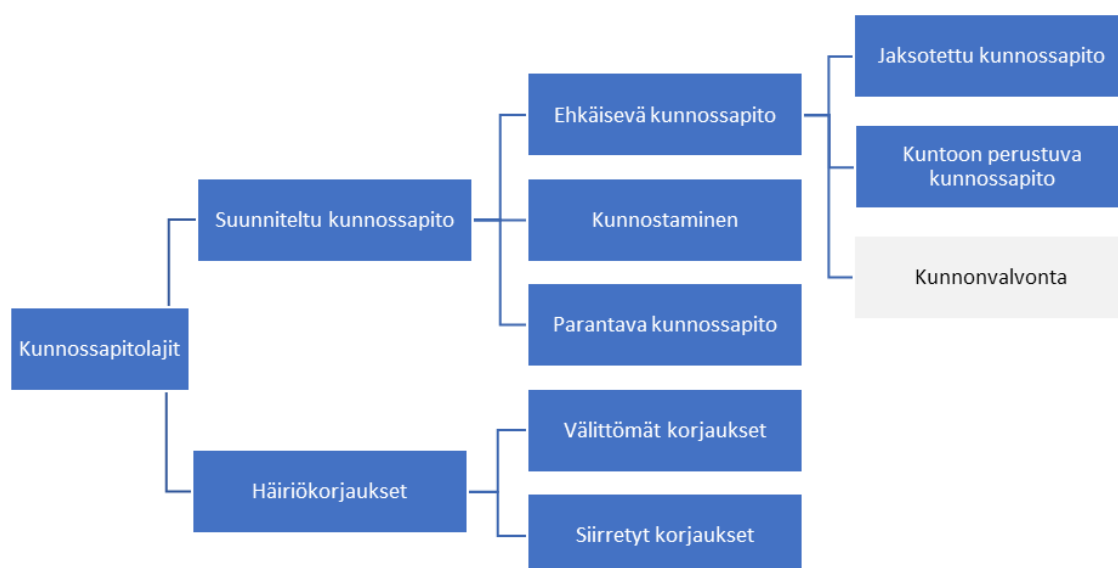 Kunnossapitolajit
Suunniteltu kunnossapito
Ehkäisevä kunnossapito
Jaksotettu kunnossapito
Kuntoon perustuva
kunnossapito
Kunnonvalvonta
Kunnostaminen
Parantava kunnossapito
Häiriökorjaukset
Välittömät korjaukset
Siirretyt korjaukset